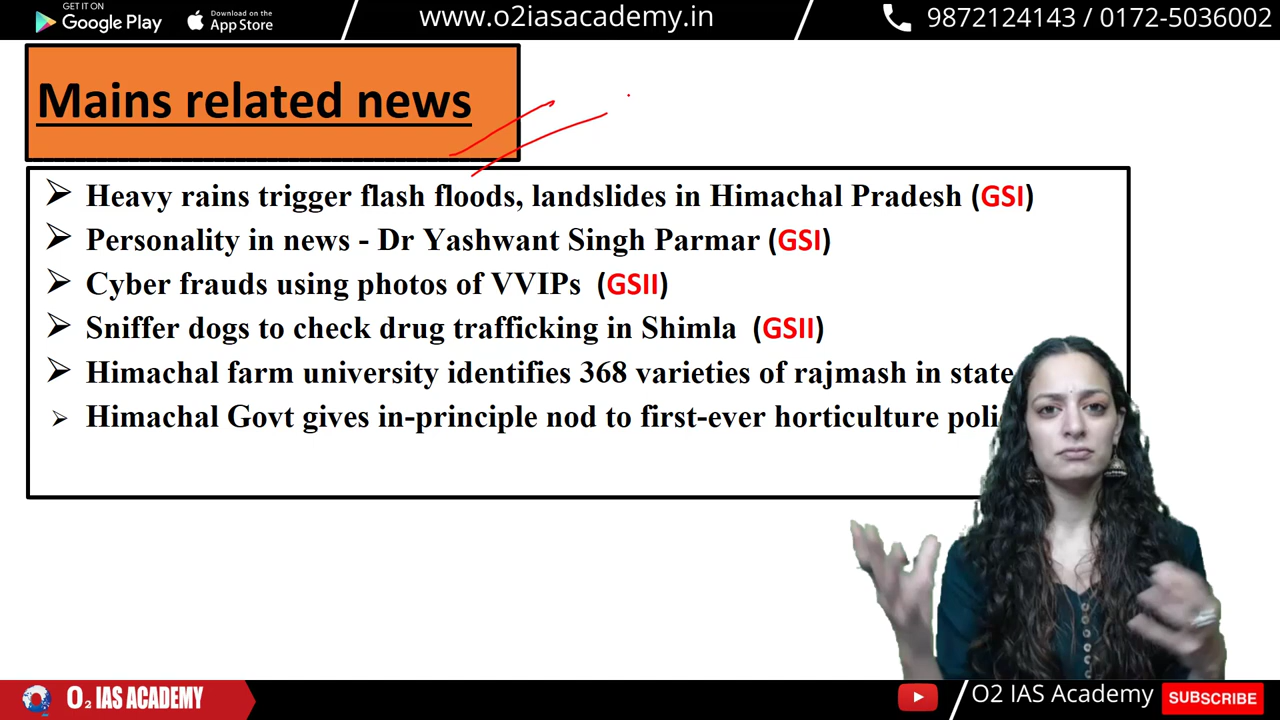 GET IT ON
Google Play
Download on the
App Store
www.o2iasacademy.in
9872124143 / 0172-5036002
Mains related news
➢ Heavy rains trigger flash floods, landslides in Himachal Pradesh (GSI)
➢ Personality in news - Dr Yashwant Singh Parmar (GSI)
➢ Cyber frauds using photos of VVIPs (GSII)
➢ Sniffer dogs to check drug trafficking in Shimla (GSII)
➢ Himachal farm university identifies 368 varieties of rajmash in state
➢ Himachal Govt gives in-principle nod to first-ever horticulture
O₂ IAS ACADEMY
O2 IAS Academy
SUBSCRIBE